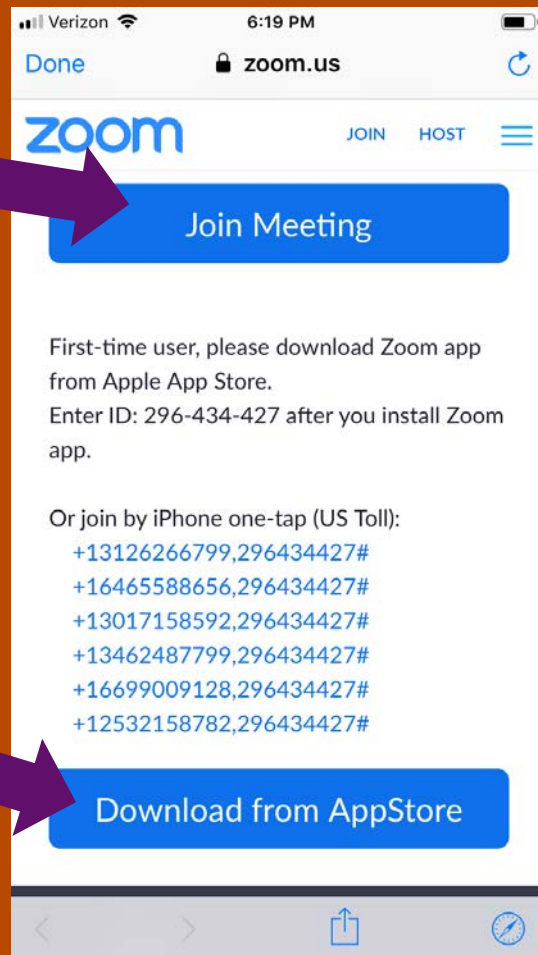 Verizon 6:19 PM
Done zoom.us
zoom JOIN HOST
Join Meeting
First-time user, please download Zoom app
from Apple App Store.
Enter ID: 296-434-427 after you install Zoom
app.
Or join by iPhone one-tap (US Toll):
+13126266799,296434427#
+16465588656,296434427#
+13017158592,296434427#
+13462487799,296434427#
+16699009128,296434427#
+12532158782,296434427#
Download from AppStore